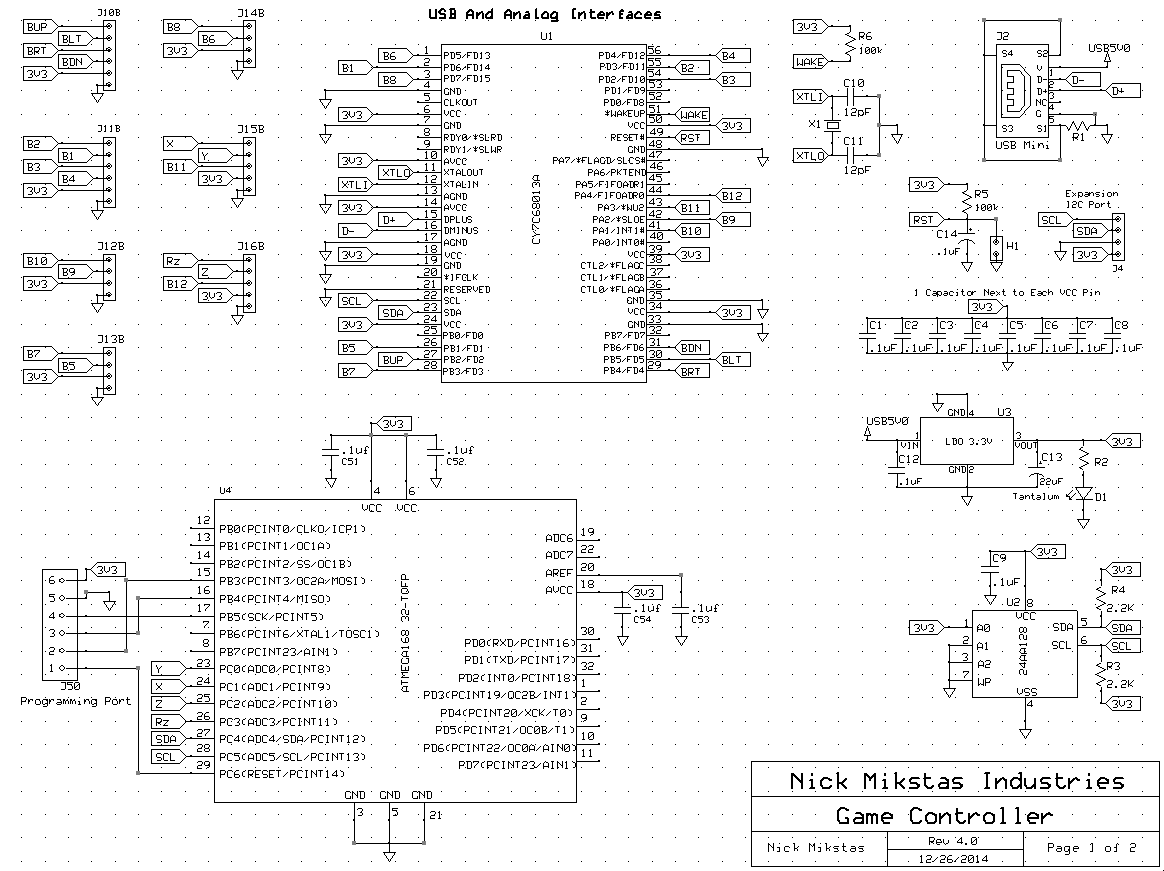 USB And Analog Interfaces
J10B
BUP
BLT
BRT
BDN
3V3
J14B
B8
B6
3V3
J11B
B2
B1
B3
B4
3V3
J15B
X
Y
B11
3V3
J12B
B10
B9
3V3
J16B
Rz
Z
B12
3V3
J13B
B7
B5
3V3
U1
CY7C68013A
B6 1 PD5/FD13
B1 2 PD6/FD14
B8 3 PD7/FD15
4 GND
5 CLKOUT
3V3 6 VCC
7 GND
8 RDY0/*SLRD
9 RDY1/*SLWR
3V3 10 AVCC
XTLO 11 XTALOUT
XTLI 12 XTALIN
13 AGND
3V3 14 AVCC
D+ 15 DPLUS
D- 16 DMINUS
17 AGND
3V3 18 VCC
19 GND
20 *IFCLK
21 RESERVED
SCL 22 SCL
SDA 23 SDA
3V3 24 VCC
25 PB0/FD0
B5 26 PB1/FD1
BUP 27 PB2/FD2
B7 28 PB3/FD3
PD4/FD12 56 B4
PD3/FD11 55 B2
PD2/FD10 54 B3
PD1/FD9 53
PD0/FD8 52
*WAKEUP 51 WAKE
VCC 50 3V3
RESET# 49 RST
GND 48
PA7/*FLAGD/SLCS# 47
PA6/PKTEND 46
PA5/FIFOADR1 45
PA4/FIFOADR0 44 B12
PA3/*WU2 43 B11
PA2/*SLOE 42 B9
PA1/INT1# 41 B10
PA0/INT0# 40
VCC 39 3V3
CTL2/*FLAGC 38
CTL1/*FLAGB 37
CTL0/*FLAGA 36
GND 35
VCC 34 3V3
GND 33
PB7/FD7 32
PB6/FD6 31 BDN
PB5/FD5 30 BLT
PB4/FD4 29 BRT
3V3
R6
100k
WAKE
XTLI
C10
12pF
X1
XTLO
C11
12pF
J2
S4 S2
USB5V0
V 1
D- 2 D-
D+ 3 D+
NC 4
G 5
S3 S1
R1
USB Mini
3V3
R5
100k
RST
C14
.1uF
W1
Expansion
I2C Port
SCL
SDA
3V3
J4
1 Capacitor Next to Each VCC Pin
3V3
C1 C2 C3 C4 C5 C6 C7 C8
.1uF .1uF .1uF .1uF .1uF .1uF .1uF .1uF
USB5V0
GND 4
U3
1 VIN
LDO 3.3V
3 VOUT
3V3
GND 2
C12
.1uF
C13
22uF
Tantalum
R2
D1
3V3
.1uf
C51
.1uf
C52
4 6
VCC VCC
U4
ATMEGA168 32-TQFP
12 PB0(PCINT0/CLKO/ICP1)
13 PB1(PCINT1/OC1A)
14 PB2(PCINT2/SS/OC1B)
15 PB3(PCINT3/OC2A/MOSI)
16 PB4(PCINT4/MISO)
17 PB5(SCK/PCINT5)
7 PB6(PCINT6/XTAL1/TOSC1)
8 PB7(PCINT23/AIN1)
Y 23 PC0(ADC0/PCINT8)
X 24 PC1(ADC1/PCINT9)
Z 25 PC2(ADC2/PCINT10)
Rz 26 PC3(ADC3/PCINT11)
SDA 27 PC4(ADC4/SDA/PCINT12)
SCL 28 PC5(ADC5/SCL/PCINT13)
29 PC6(RESET/PCINT14)
ADC6 19
ADC7 22
AREF 20
AVCC 18
3V3
.1uf
C54
.1uf
C53
PD0(RXD/PCINT16) 30
PD1(TXD/PCINT17) 31
PD2(INT0/PCINT18) 32
PD3(PCINT19/OC2B/INT1) 1
PD4(PCINT20/XCK/T0) 2
PD5(PCINT21/OC0B/T1) 9
PD6(PCINT22/OC0A/AIN0) 10
PD7(PCINT23/AIN1) 11
GND GND GND
3 5 21
3V3
6
5
4
3
2
1
J50
Programming Port
3V3
C9
.1uF
U2
8
VCC
24AA128
3V3 1 A0
2 A1
3 A2
7 WP
SDA 5 SDA
SCL 6 SCL
VSS
4
3V3
R4
2.2K
R3
2.2K
3V3
Nick Mikstas Industries
Game Controller
Nick Mikstas
Rev 4.0
12/26/2014
Page 1 of 2